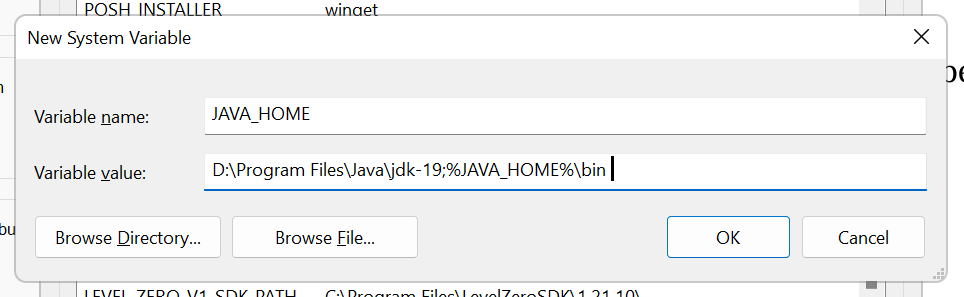 POSH_INSTALLER winget
New System Variable
Variable name: JAVA_HOME
Variable value: D:\Program Files\Java\jdk-19;%JAVA_HOME%\bin
Browse Directory... Browse File... OK Cancel
LEVEL_ZERO_V1_SDK_PATH C:\Program Files\LevelZeroSDK\1.21.10\